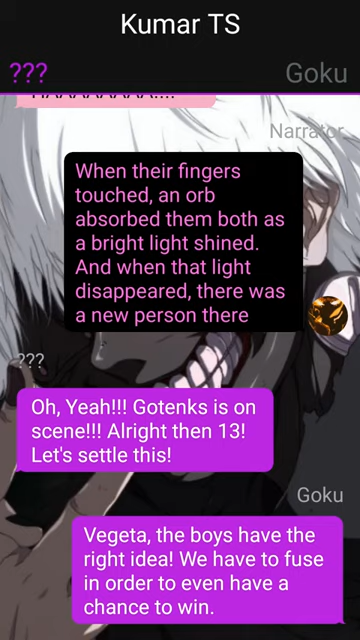 Kumar TS
??? Goku
Narrator
When their fingers
touched, an orb
absorbed them both as
a bright light shined.
And when that light
disappeared, there was
a new person there
???
Oh, Yeah!!! Gotenks is on
scene!!! Alright then 13!
Let's settle this!
Goku
Vegeta, the boys have the
right idea! We have to fuse
in order to even have a
chance to win.